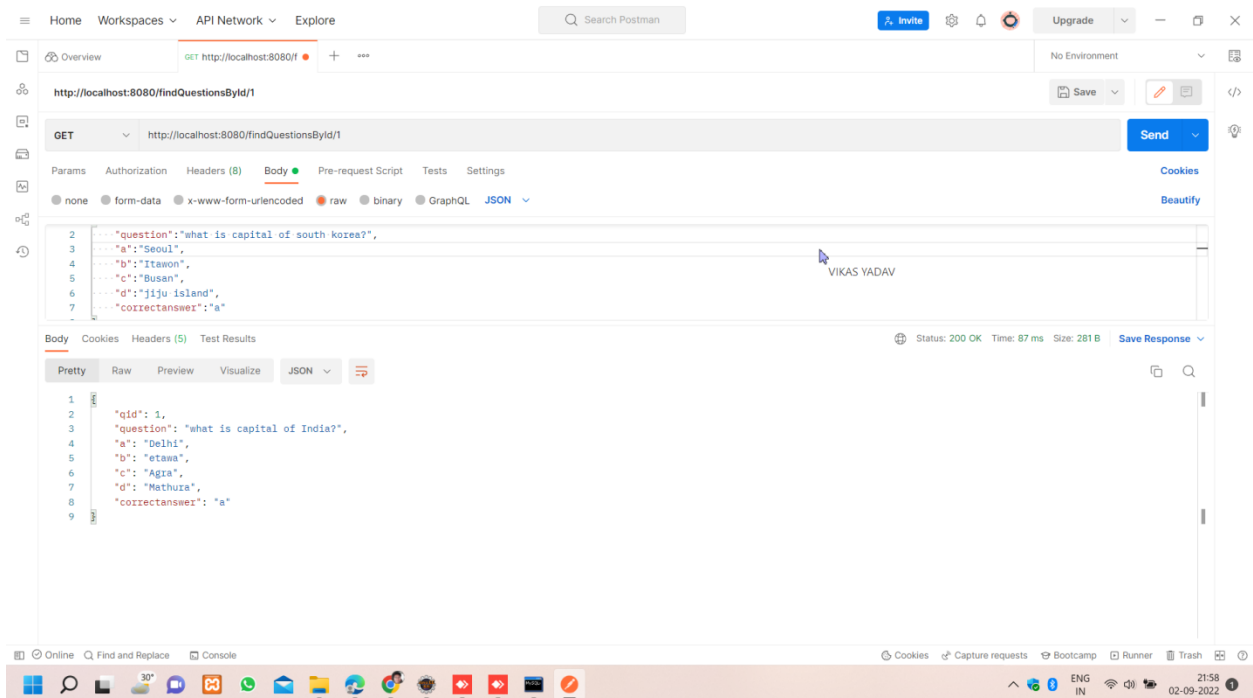 Home Workspaces API Network Explore Search Postman Invite Upgrade
Overview GET http://localhost:8080/f No Environment
http://localhost:8080/findQuestionsById/1 Save
GET http://localhost:8080/findQuestionsById/1 Send
Params Authorization Headers (8) Body Pre-request Script Tests Settings Cookies
none form-data x-www-form-urlencoded raw binary GraphQL JSON Beautify
2 "question":"what is capital of south korea?",
3 "a":"Seoul",
4 "b":"Itawon",
5 "c":"Busan",
6 "d":"jiju island",
7 "correctanswer":"a"
VIKAS YADAV
Body Cookies Headers (5) Test Results Status: 200 OK Time: 87 ms Size: 281 B Save Response
Pretty Raw Preview Visualize JSON
1 {
2 "qid": 1,
3 "question": "what is capital of India?",
4 "a": "Delhi",
5 "b": "etawa",
6 "c": "Agra",
7 "d": "Mathura",
8 "correctanswer": "a"
9 }
Online Find and Replace Console Cookies Capture requests Bootcamp Runner Trash
30° ENG 21:58
IN 02-09-2022 1